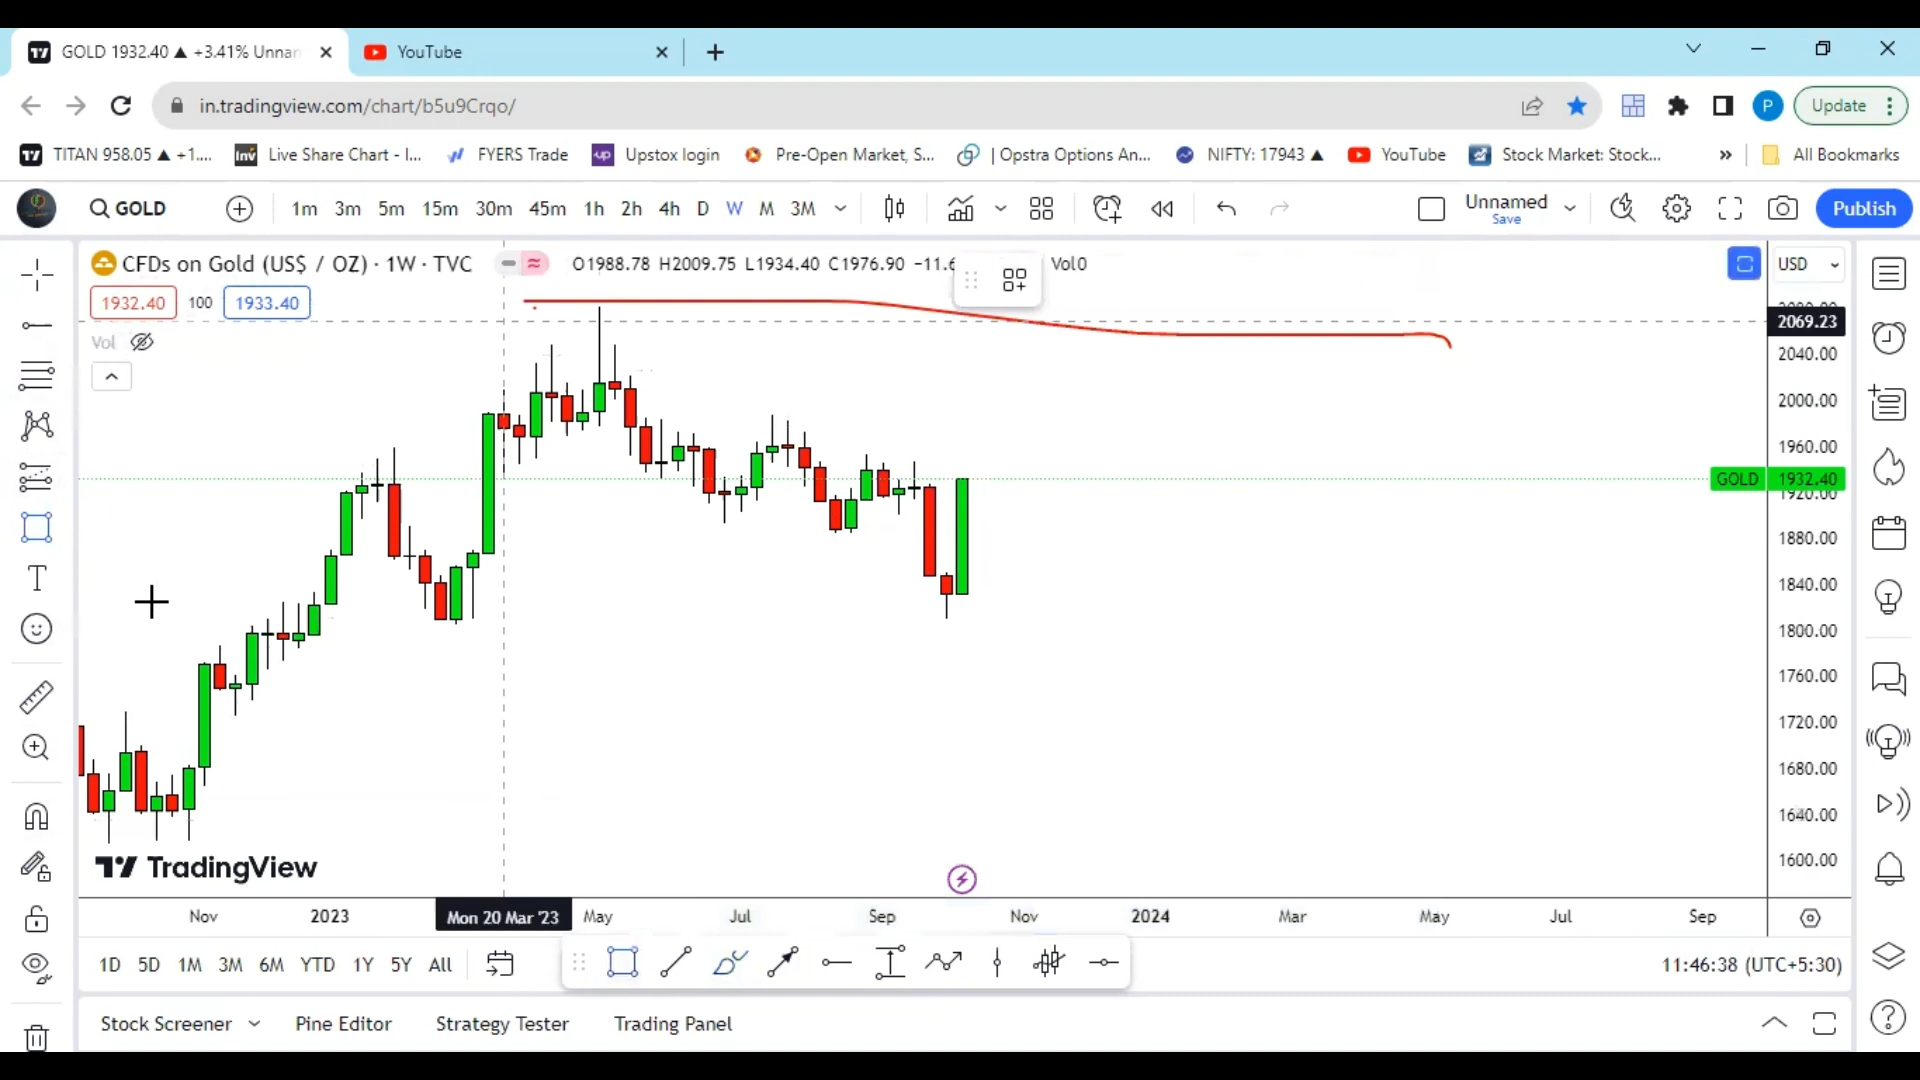 GOLD 1932.40 ▲ +3.41% Unnan
YouTube
in.tradingview.com/chart/b5u9Crqo/
Update
TITAN 958.05 ▲ +1....
Inv Live Share Chart - I...
FYERS Trade
up Upstox login
Pre-Open Market, S...
| Opstra Options An...
NIFTY: 17943 ▲
YouTube
Stock Market: Stock...
»
All Bookmarks
GOLD
1m 3m 5m 15m 30m 45m 1h 2h 4h D W M 3M
Unnamed
Save
Publish
CFDs on Gold (US$ / OZ) · 1W · TVC
O1988.78 H2009.75 L1934.40 C1976.90 −11.
Vol0
USD
1932.40 100 1933.40
Vol
2069.23
2040.00
2000.00
1960.00
GOLD 1932.40
1920.00
1880.00
1840.00
1800.00
1760.00
1720.00
1680.00
1640.00
1600.00
TradingView
Nov 2023 Mon 20 Mar '23 May Jul Sep Nov 2024 Mar May Jul Sep
1D 5D 1M 3M 6M YTD 1Y 5Y All
11:46:38 (UTC+5:30)
Stock Screener Pine Editor Strategy Tester Trading Panel